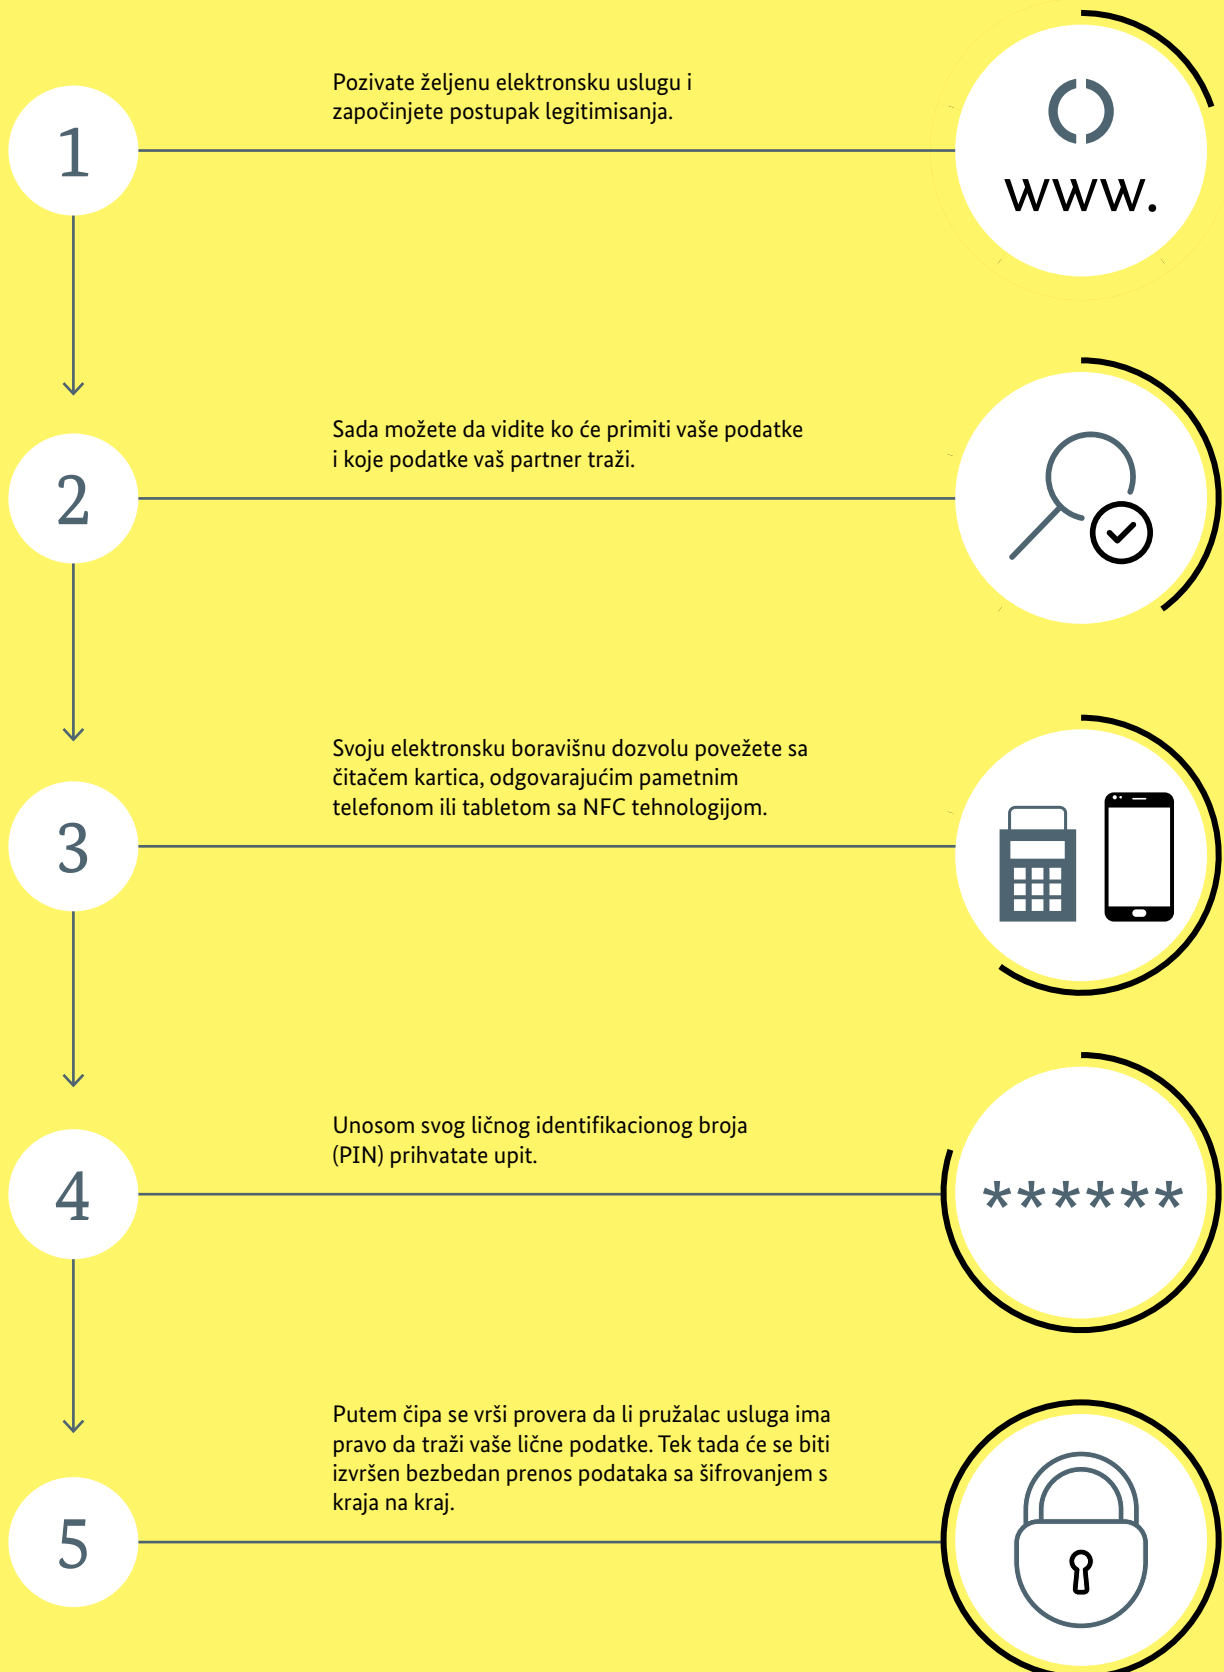 1
Pozivate željenu elektronsku uslugu i
započinjete postupak legitimisanja.
www.
2
Sada možete da vidite ko će primiti vaše podatke
i koje podatke vaš partner traži.
3
Svoju elektronsku boravišnu dozvolu povežete sa
čitačem kartica, odgovarajućim pametnim
telefonom ili tabletom sa NFC tehnologijom.
4
Unosom svog ličnog identifikacionog broja
(PIN) prihvatate upit.
******
5
Putem čipa se vrši provera da li pružalac usluga ima
pravo da traži vaše lične podatke. Tek tada će se biti
izvršen bezbedan prenos podataka sa šifrovanjem s
kraja na kraj.